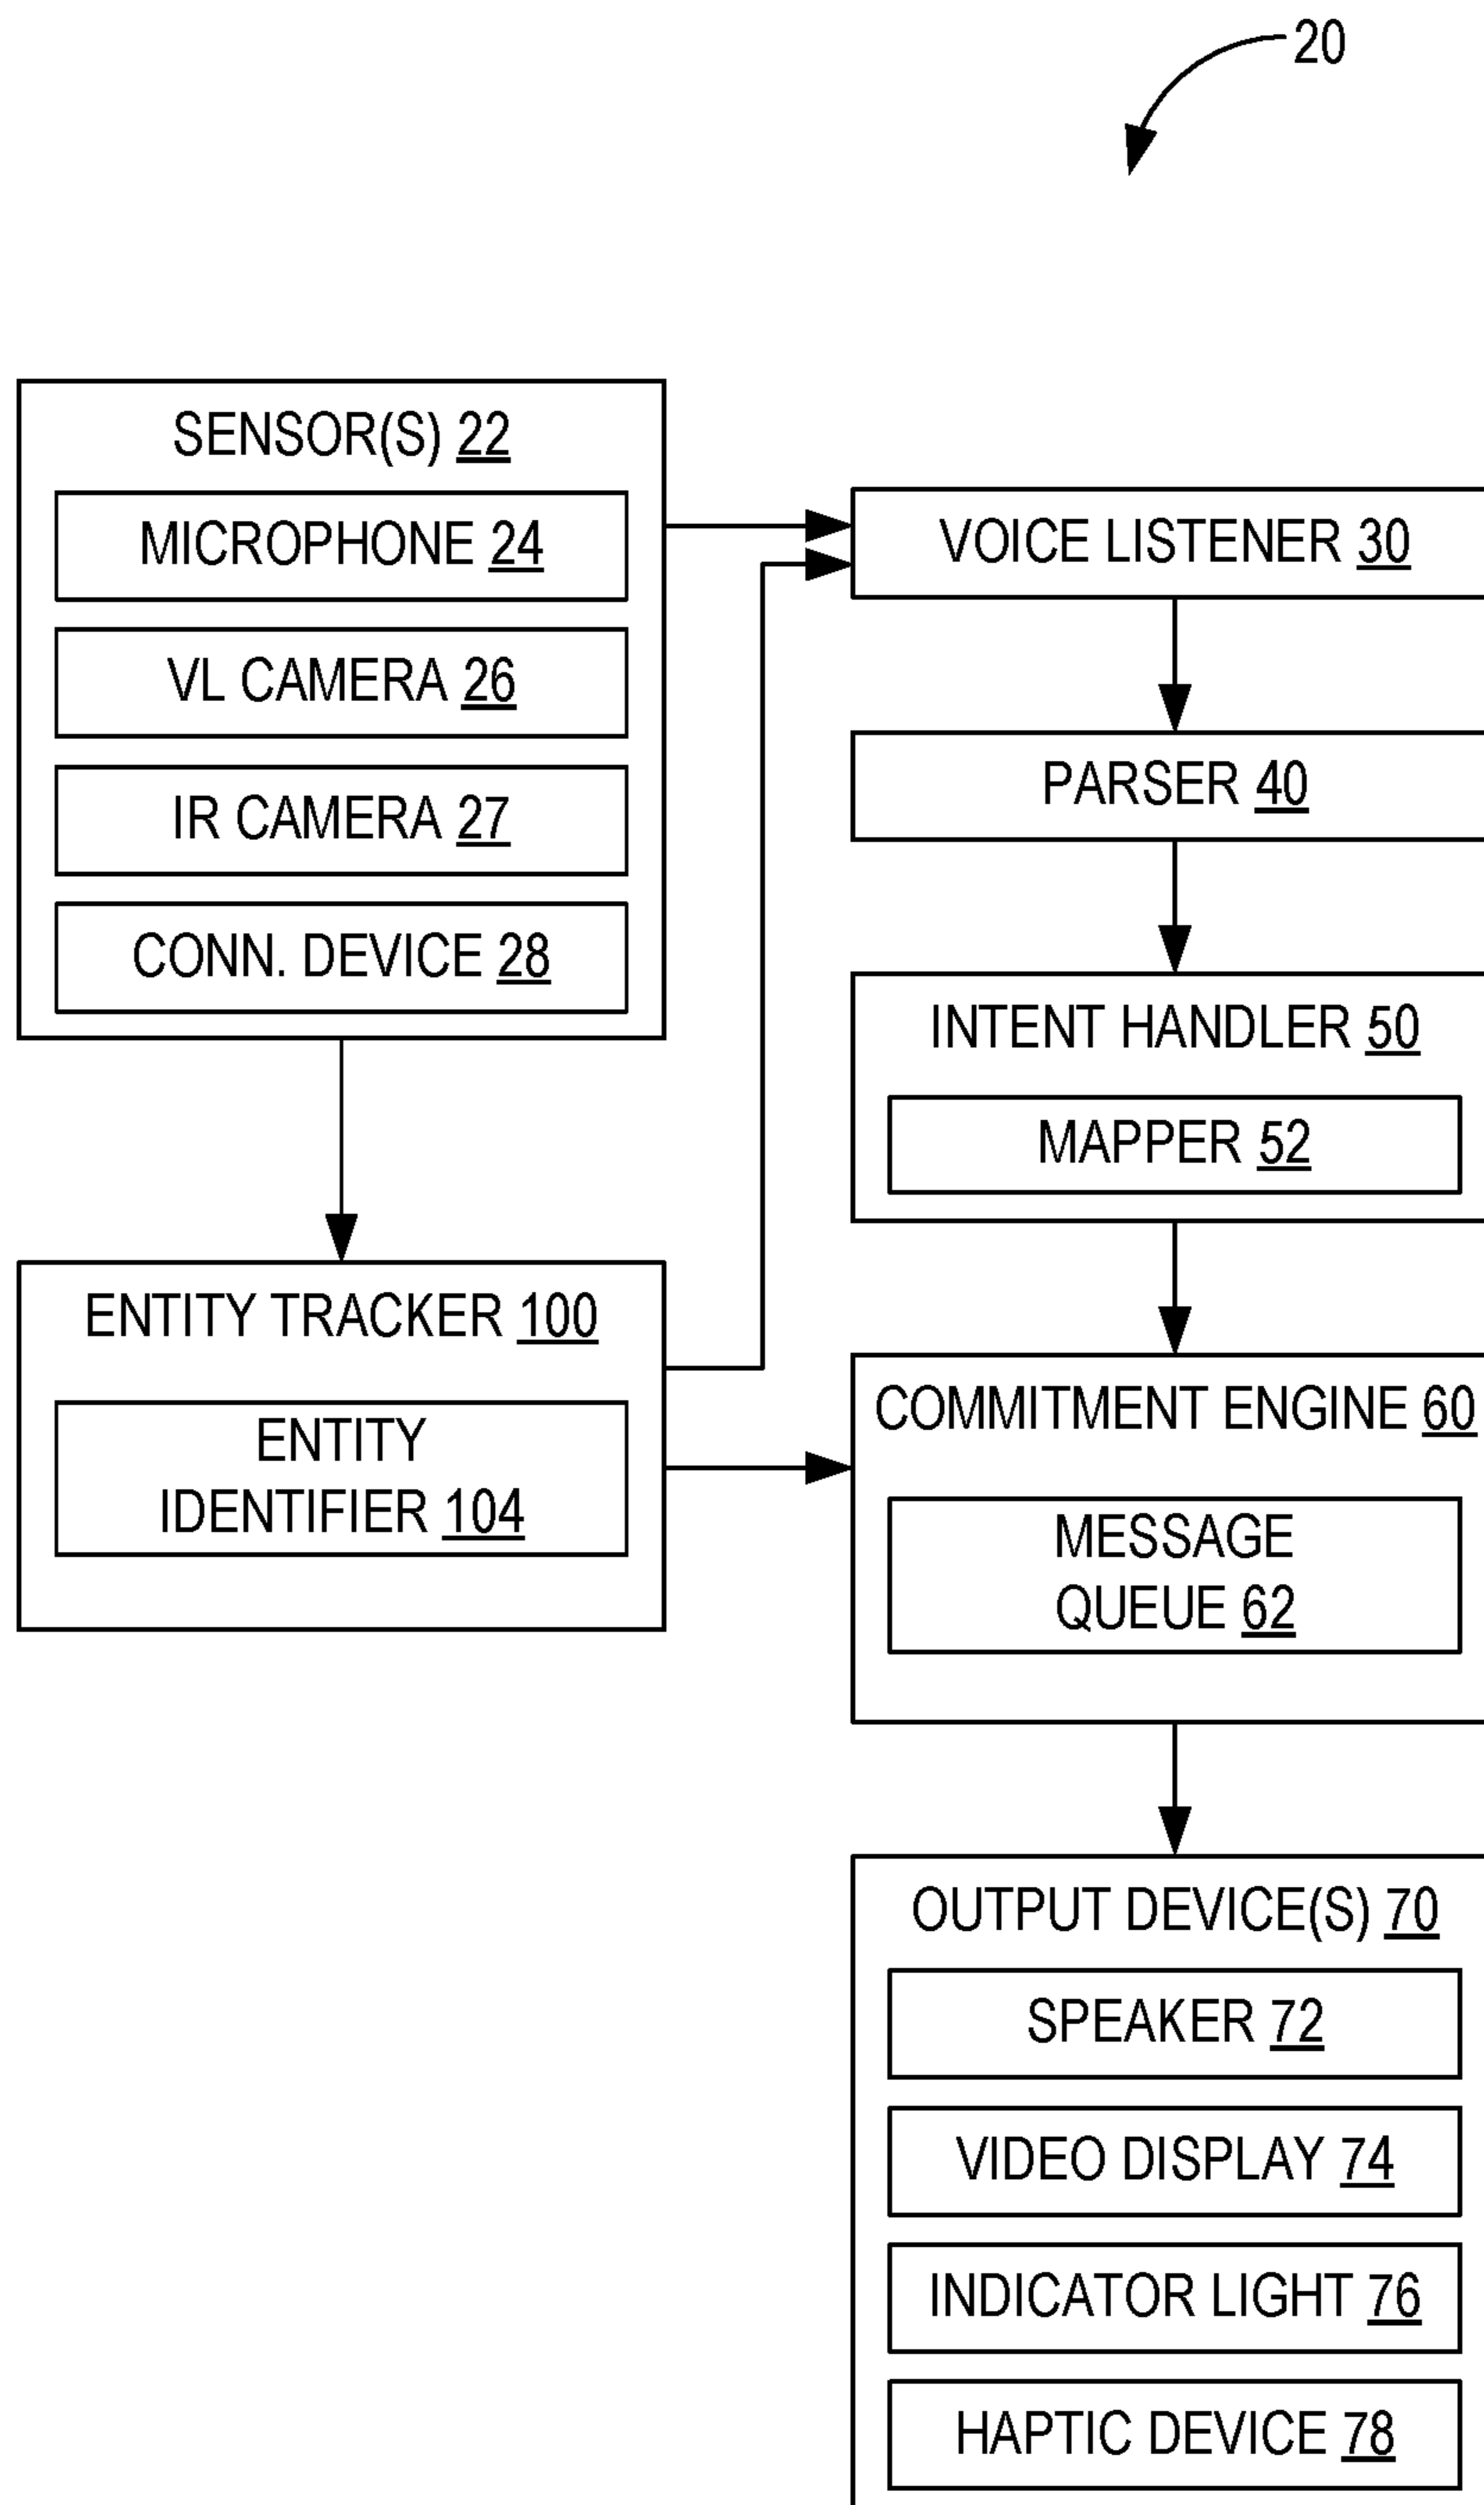 20
SENSOR(S) 22
MICROPHONE 24
VL CAMERA 26
IR CAMERA 27
CONN. DEVICE 28
ENTITY TRACKER 100
ENTITY
IDENTIFIER 104
VOICE LISTENER 30
PARSER 40
INTENT HANDLER 50
MAPPER 52
COMMITMENT ENGINE 60
MESSAGE
QUEUE 62
OUTPUT DEVICE(S) 70
SPEAKER 72
VIDEO DISPLAY 74
INDICATOR LIGHT 76
HAPTIC DEVICE 78